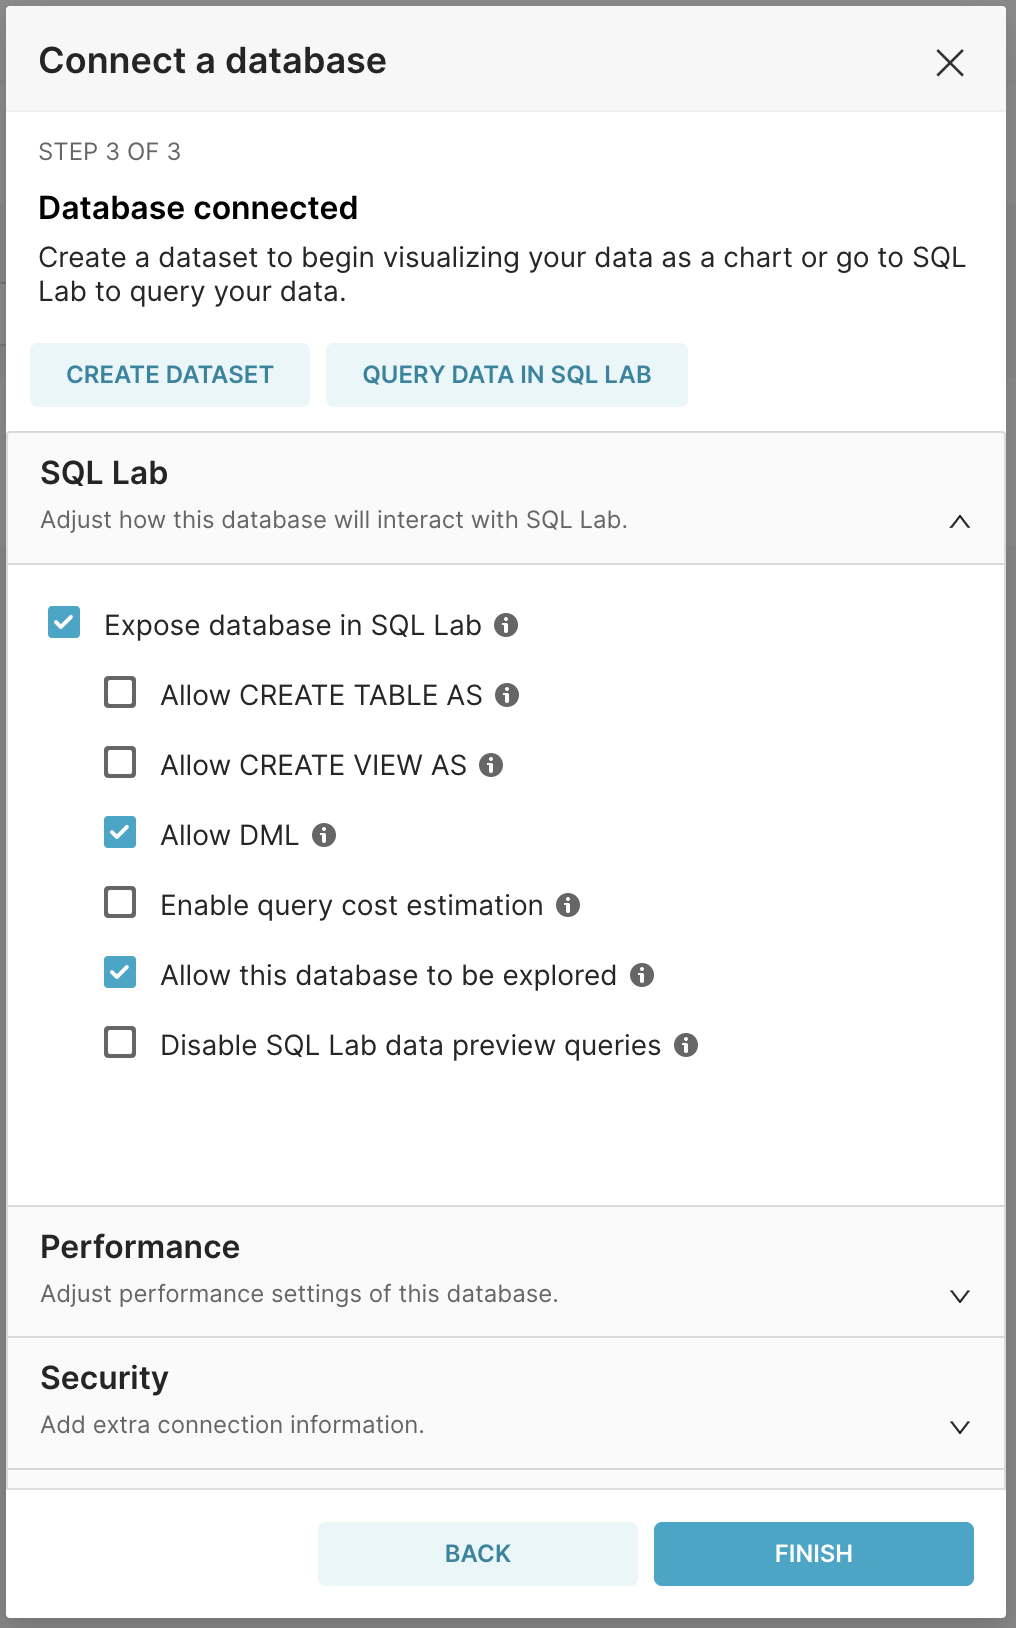 Connect a database
STEP 3 OF 3
Database connected
Create a dataset to begin visualizing your data as a chart or go to SQL
Lab to query your data.
CREATE DATASET
QUERY DATA IN SQL LAB
SQL Lab
Adjust how this database will interact with SQL Lab.
Expose database in SQL Lab
Allow CREATE TABLE AS
Allow CREATE VIEW AS
Allow DML
Enable query cost estimation
Allow this database to be explored
Disable SQL Lab data preview queries
Performance
Adjust performance settings of this database.
Security
Add extra connection information.
BACK
FINISH